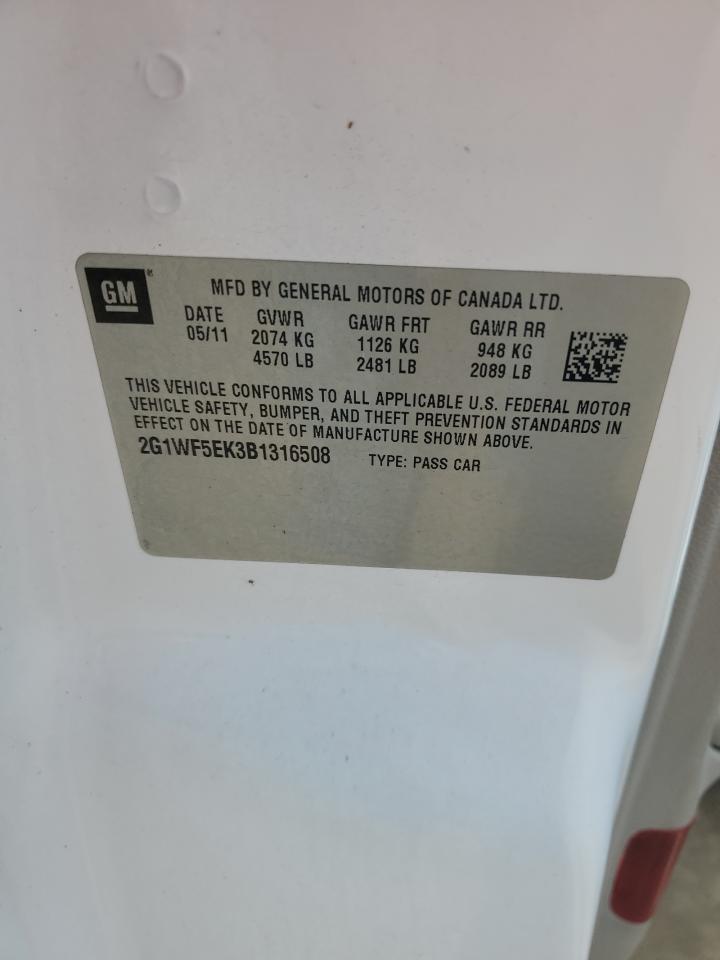 GM
MFD BY GENERAL MOTORS OF CANADA LTD.
DATE GVWR GAWR FRT GAWR RR
05/11 2074 KG 1126 KG 948 KG
4570 LB 2481 LB 2089 LB
THIS VEHICLE CONFORMS TO ALL APPLICABLE U.S. FEDERAL MOTOR
VEHICLE SAFETY, BUMPER, AND THEFT PREVENTION STANDARDS IN
EFFECT ON THE DATE OF MANUFACTURE SHOWN ABOVE.
2G1WF5EK3B1316508 TYPE: PASS CAR